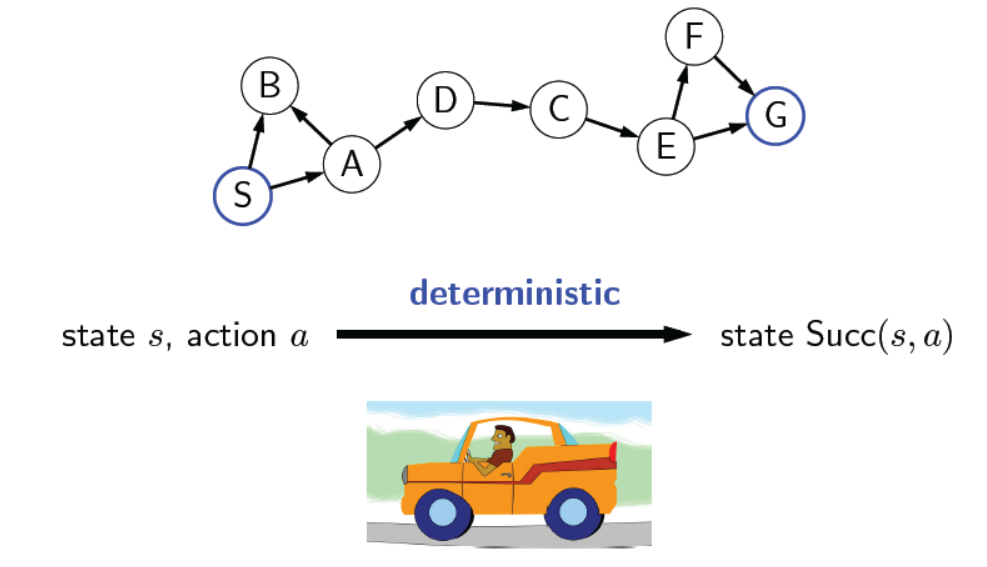 F
B
D
C
G
A
E
S
deterministic
state s, action a
state Succ(s, a)